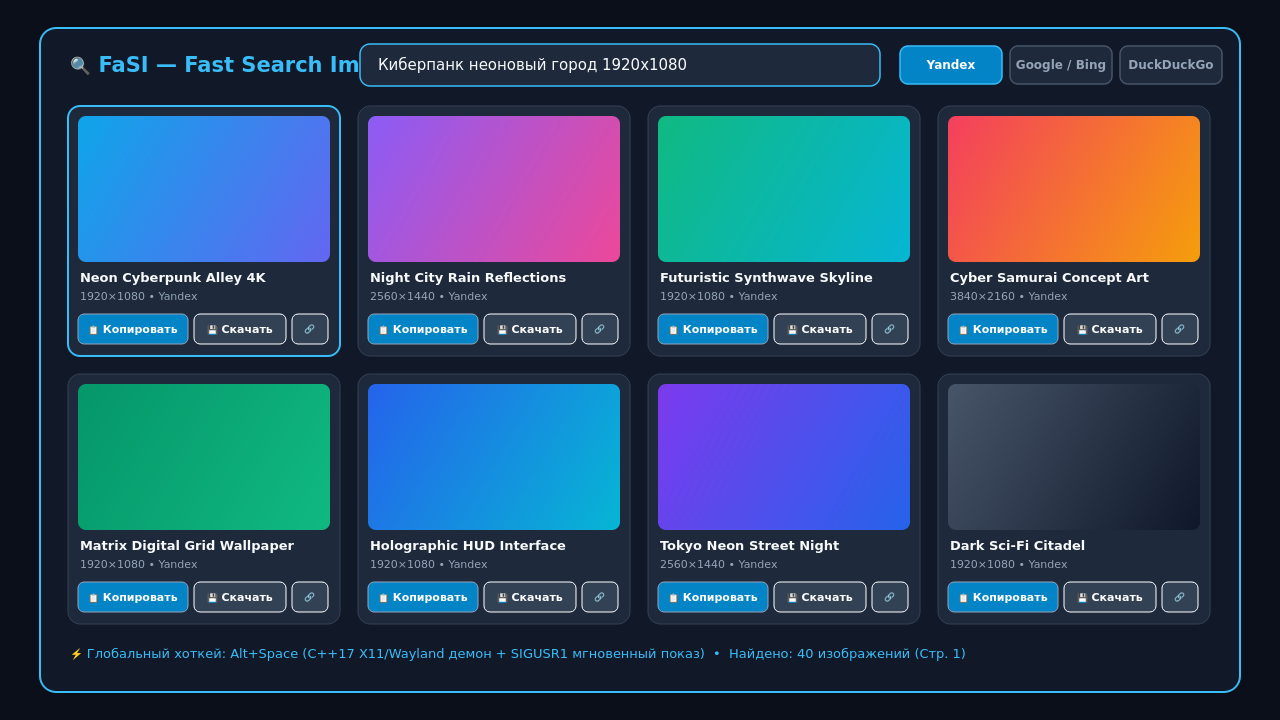 🔍 FaSI — Fast Search Im
Киберпанк неоновый город 1920x1080
Yandex
Google / Bing
DuckDuckGo
Neon Cyberpunk Alley 4K
1920×1080 • Yandex
📋 Копировать
💾 Скачать
🔗
Night City Rain Reflections
2560×1440 • Yandex
📋 Копировать
💾 Скачать
🔗
Futuristic Synthwave Skyline
1920×1080 • Yandex
📋 Копировать
💾 Скачать
🔗
Cyber Samurai Concept Art
3840×2160 • Yandex
📋 Копировать
💾 Скачать
🔗
Matrix Digital Grid Wallpaper
1920×1080 • Yandex
📋 Копировать
💾 Скачать
🔗
Holographic HUD Interface
1920×1080 • Yandex
📋 Копировать
💾 Скачать
🔗
Tokyo Neon Street Night
2560×1440 • Yandex
📋 Копировать
💾 Скачать
🔗
Dark Sci-Fi Citadel
1920×1080 • Yandex
📋 Копировать
💾 Скачать
🔗
⚡ Глобальный хоткей: Alt+Space (C++17 X11/Wayland демон + SIGUSR1 мгновенный показ) • Найдено: 40 изображений (Стр. 1)